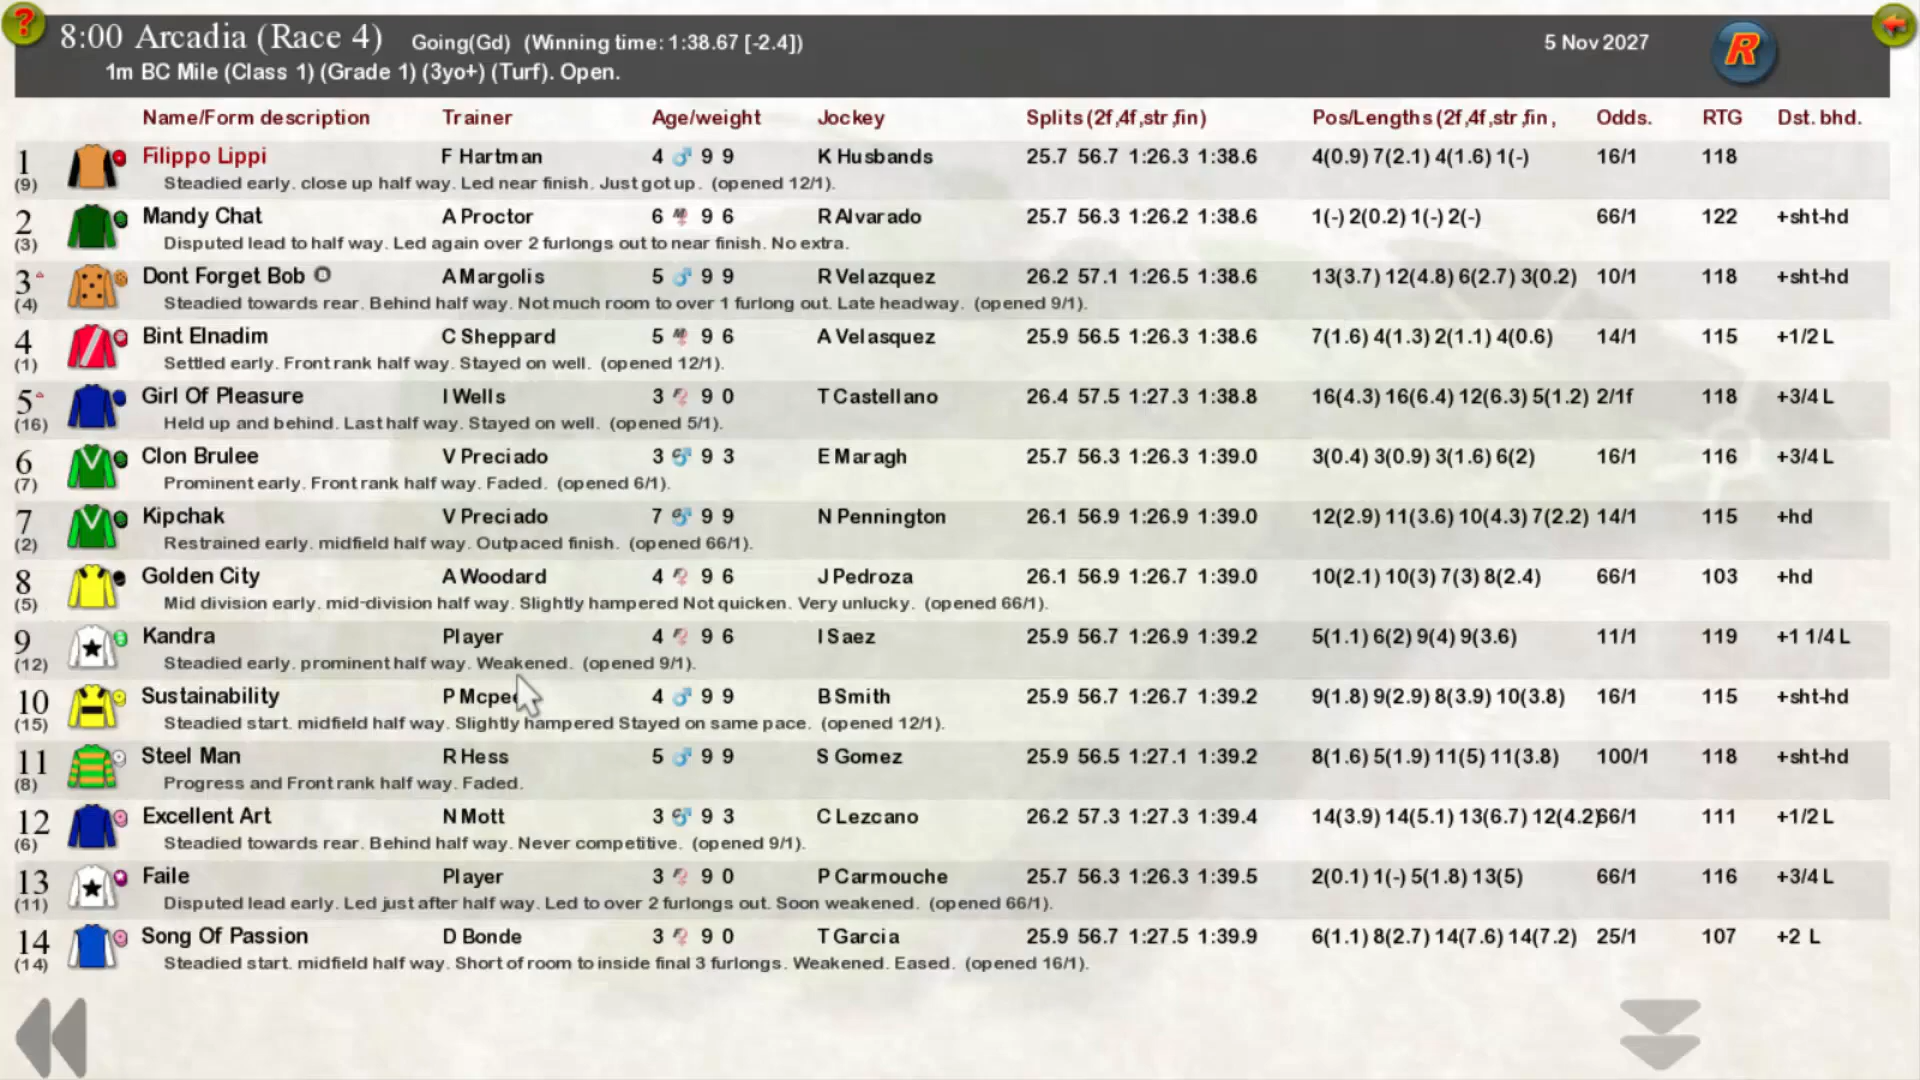 8:00 Arcadia (Race 4) Going(Gd) (Winning time: 1:38.67 [-2.4]) 5 Nov 2027 R
1m BC Mile (Class 1) (Grade 1) (3yo+) (Turf). Open.
Name/Form description Trainer Age/weight Jockey Splits (2f,4f,str,fin) Pos/Lengths (2f,4f,str,fin, Odds. RTG Dst. bhd.
1 Filippo Lippi F Hartman 4 9 9 K Husbands 25.7 56.7 1:26.3 1:38.6 4(0.9) 7(2.1) 4(1.6) 1(-) 16/1 118
(9) Steadied early. close up half way. Led near finish. Just got up. (opened 12/1).
2 Mandy Chat A Proctor 6 9 6 R Alvarado 25.7 56.3 1:26.2 1:38.6 1(-) 2(0.2) 1(-) 2(-) 66/1 122 +sht-hd
(3) Disputed lead to half way. Led again over 2 furlongs out to near finish. No extra.
3 Dont Forget Bob A Margolis 5 9 9 R Velazquez 26.2 57.1 1:26.5 1:38.6 13(3.7) 12(4.8) 6(2.7) 3(0.2) 10/1 118 +sht-hd
(4) Steadied towards rear. Behind half way. Not much room to over 1 furlong out. Late headway. (opened 9/1).
4 Bint Elnadim C Sheppard 5 9 6 A Velasquez 25.9 56.5 1:26.3 1:38.6 7(1.6) 4(1.3) 2(1.1) 4(0.6) 14/1 115 +1/2 L
(1) Settled early. Front rank half way. Stayed on well. (opened 12/1).
5 Girl Of Pleasure I Wells 3 9 0 T Castellano 26.4 57.5 1:27.3 1:38.8 16(4.3) 16(6.4) 12(6.3) 5(1.2) 2/1f 118 +3/4 L
(16) Held up and behind. Last half way. Stayed on well. (opened 5/1).
6 Clon Brulee V Preciado 3 9 3 E Maragh 25.7 56.3 1:26.3 1:39.0 3(0.4) 3(0.9) 3(1.6) 6(2) 16/1 116 +3/4 L
(7) Prominent early. Front rank half way. Faded. (opened 6/1).
7 Kipchak V Preciado 7 9 9 N Pennington 26.1 56.9 1:26.9 1:39.0 12(2.9) 11(3.6) 10(4.3) 7(2.2) 14/1 115 +hd
(2) Restrained early. midfield half way. Outpaced finish. (opened 66/1).
8 Golden City A Woodard 4 9 6 J Pedroza 26.1 56.9 1:26.7 1:39.0 10(2.1) 10(3) 7(3) 8(2.4) 66/1 103 +hd
(5) Mid division early. mid-division half way. Slightly hampered Not quicken. Very unlucky. (opened 66/1).
9 Kandra Player 4 9 6 I Saez 25.9 56.7 1:26.9 1:39.2 5(1.1) 6(2) 9(4) 9(3.6) 11/1 119 +1 1/4 L
(12) Steadied early. prominent half way. Weakened. (opened 9/1).
10 Sustainability P Mcpee 4 9 9 B Smith 25.9 56.7 1:26.7 1:39.2 9(1.8) 9(2.9) 8(3.9) 10(3.8) 16/1 115 +sht-hd
(15) Steadied start. midfield half way. Slightly hampered Stayed on same pace. (opened 12/1).
11 Steel Man R Hess 5 9 9 S Gomez 25.9 56.5 1:27.1 1:39.2 8(1.6) 5(1.9) 11(5) 11(3.8) 100/1 118 +sht-hd
(8) Progress and Front rank half way. Faded.
12 Excellent Art N Mott 3 9 3 C Lezcano 26.2 57.3 1:27.3 1:39.4 14(3.9) 14(5.1) 13(6.7) 12(4.2) 66/1 111 +1/2 L
(6) Steadied towards rear. Behind half way. Never competitive. (opened 9/1).
13 Faile Player 3 9 0 P Carmouche 25.7 56.3 1:26.3 1:39.5 2(0.1) 1(-) 5(1.8) 13(5) 66/1 116 +3/4 L
(11) Disputed lead early. Led just after half way. Led to over 2 furlongs out. Soon weakened. (opened 66/1).
14 Song Of Passion D Bonde 3 9 0 T Garcia 25.9 56.7 1:27.5 1:39.9 6(1.1) 8(2.7) 14(7.6) 14(7.2) 25/1 107 +2 L
(14) Steadied start. midfield half way. Short of room to inside final 3 furlongs. Weakened. Eased. (opened 16/1).